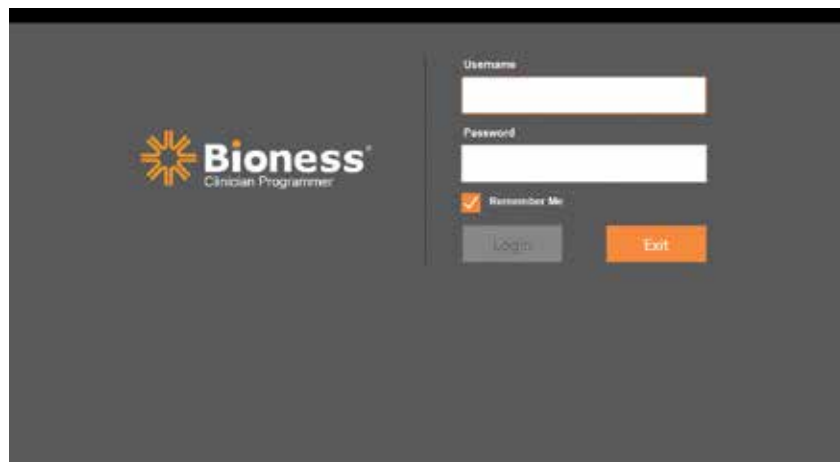 Bioness®
Clinician Programmer
Username
Password
Remember Me
Login
Exit